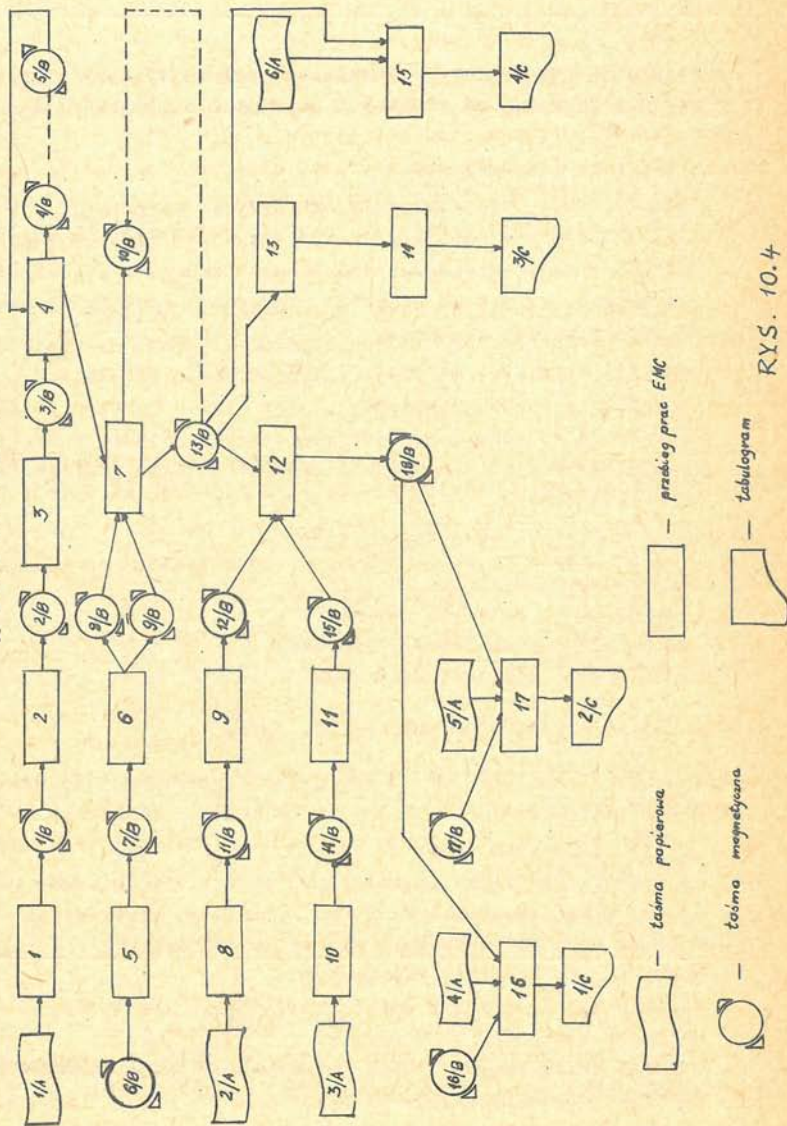 1/A 1 1/B 2 2/B 3 3/B 4 4/B 5/B
6/B 5 7/B 6 8/B 9/B 7 10/B
13/B
2/A 8 11/B 9 12/B 12 13 6/A
3/A 10 14/B 11 15/B 14 15
18/B 3/C 4/C
16/B 4/A 17/B 5/A
16 17
1/C 2/C
— taśma papierowa
— przebieg prac EMC
— taśma magnetyczna
— tabulogram
RYS. 10.4